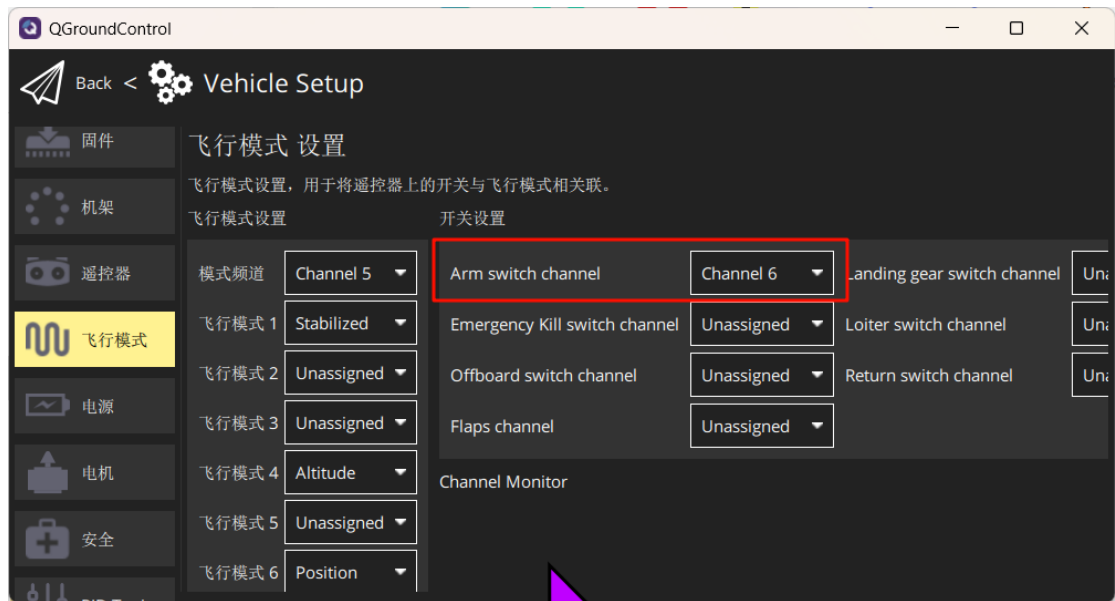 QGroundControl
Back < Vehicle Setup
固件
机架
遥控器
飞行模式
电源
电机
安全
飞行模式 设置
飞行模式设置，用于将遥控器上的开关与飞行模式相关联。
飞行模式设置
模式频道 Channel 5
飞行模式 1 Stabilized
飞行模式 2 Unassigned
飞行模式 3 Unassigned
飞行模式 4 Altitude
飞行模式 5 Unassigned
飞行模式 6 Position
开关设置
Arm switch channel Channel 6 Landing gear switch channel Una
Emergency Kill switch channel Unassigned Loiter switch channel Una
Offboard switch channel Unassigned Return switch channel Una
Flaps channel Unassigned
Channel Monitor